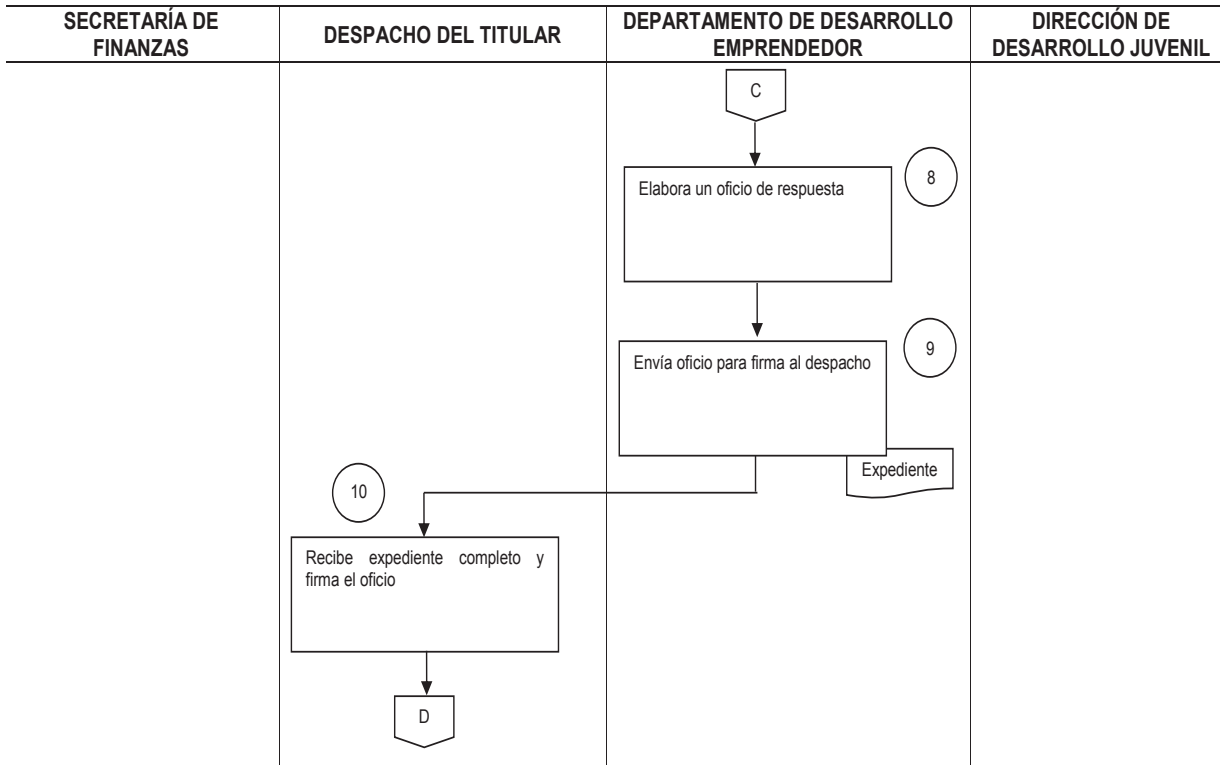 SECRETARÍA DE
FINANZAS
DESPACHO DEL TITULAR
DEPARTAMENTO DE DESARROLLO
EMPRENDEDOR
DIRECCIÓN DE
DESARROLLO JUVENIL
C
8
Elabora un oficio de respuesta
9
Envía oficio para firma al despacho
Expediente
10
Recibe expediente completo y
firma el oficio
D